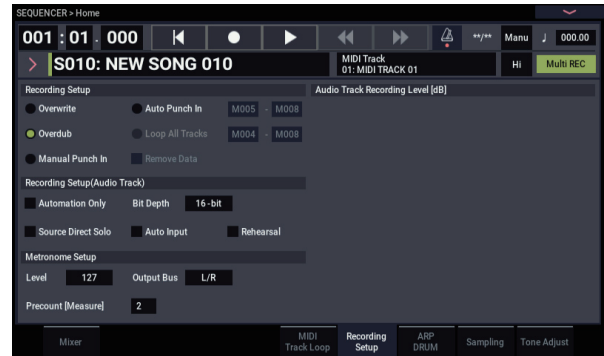 SEQUENCER > Home
001 : 01 . 000 **/** Manu ♩ 000.00
S010: NEW SONG 010 MIDI Track Hi Multi REC
01: MIDI TRACK 01
Recording Setup Audio Track Recording Level [dB]
Overwrite Auto Punch In M005 - M008
Overdub Loop All Tracks M004 - M008
Manual Punch In Remove Data
Recording Setup(Audio Track)
Automation Only Bit Depth 16-bit
Source Direct Solo Auto Input Rehearsal
Metronome Setup
Level 127 Output Bus L/R
Precount [Measure] 2
Mixer MIDI Track Loop Recording Setup ARP DRUM Sampling Tone Adjust